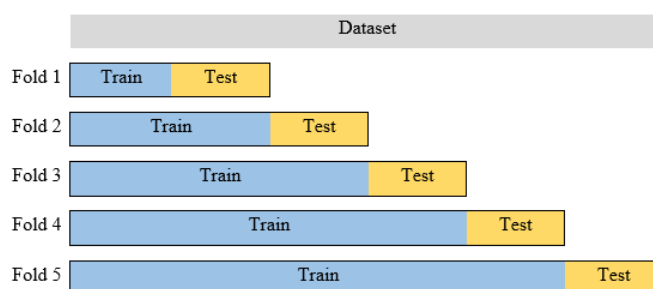 Dataset
Fold 1 Train Test
Fold 2 Train Test
Fold 3 Train Test
Fold 4 Train Test
Fold 5 Train Test